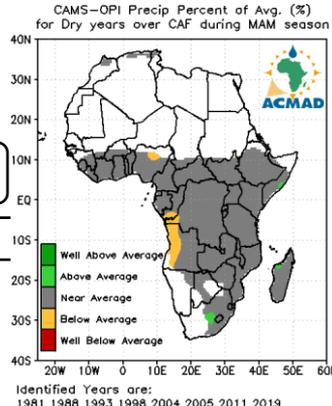 CAMS-OPI Precip Percent of Avg. (%)
for Dry years over CAF during MAM season
40N
30N
20N
10N
EQ
10S
20S
30S
40S
ACMAD
Well Above Average
Above Average
Near Average
Below Average
Well Below Average
20W 10W 0 10E 20E 30E 40E 50E 60E
Identified Years are:
1981 1988 1993 1998 2004 2005 2011 2019